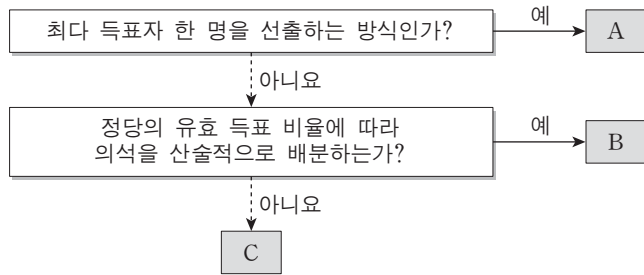 최다 득표자 한 명을 선출하는 방식인가?
예
A
아니요
정당의 유효 득표 비율에 따라
의석을 산술적으로 배분하는가?
예
B
아니요
C